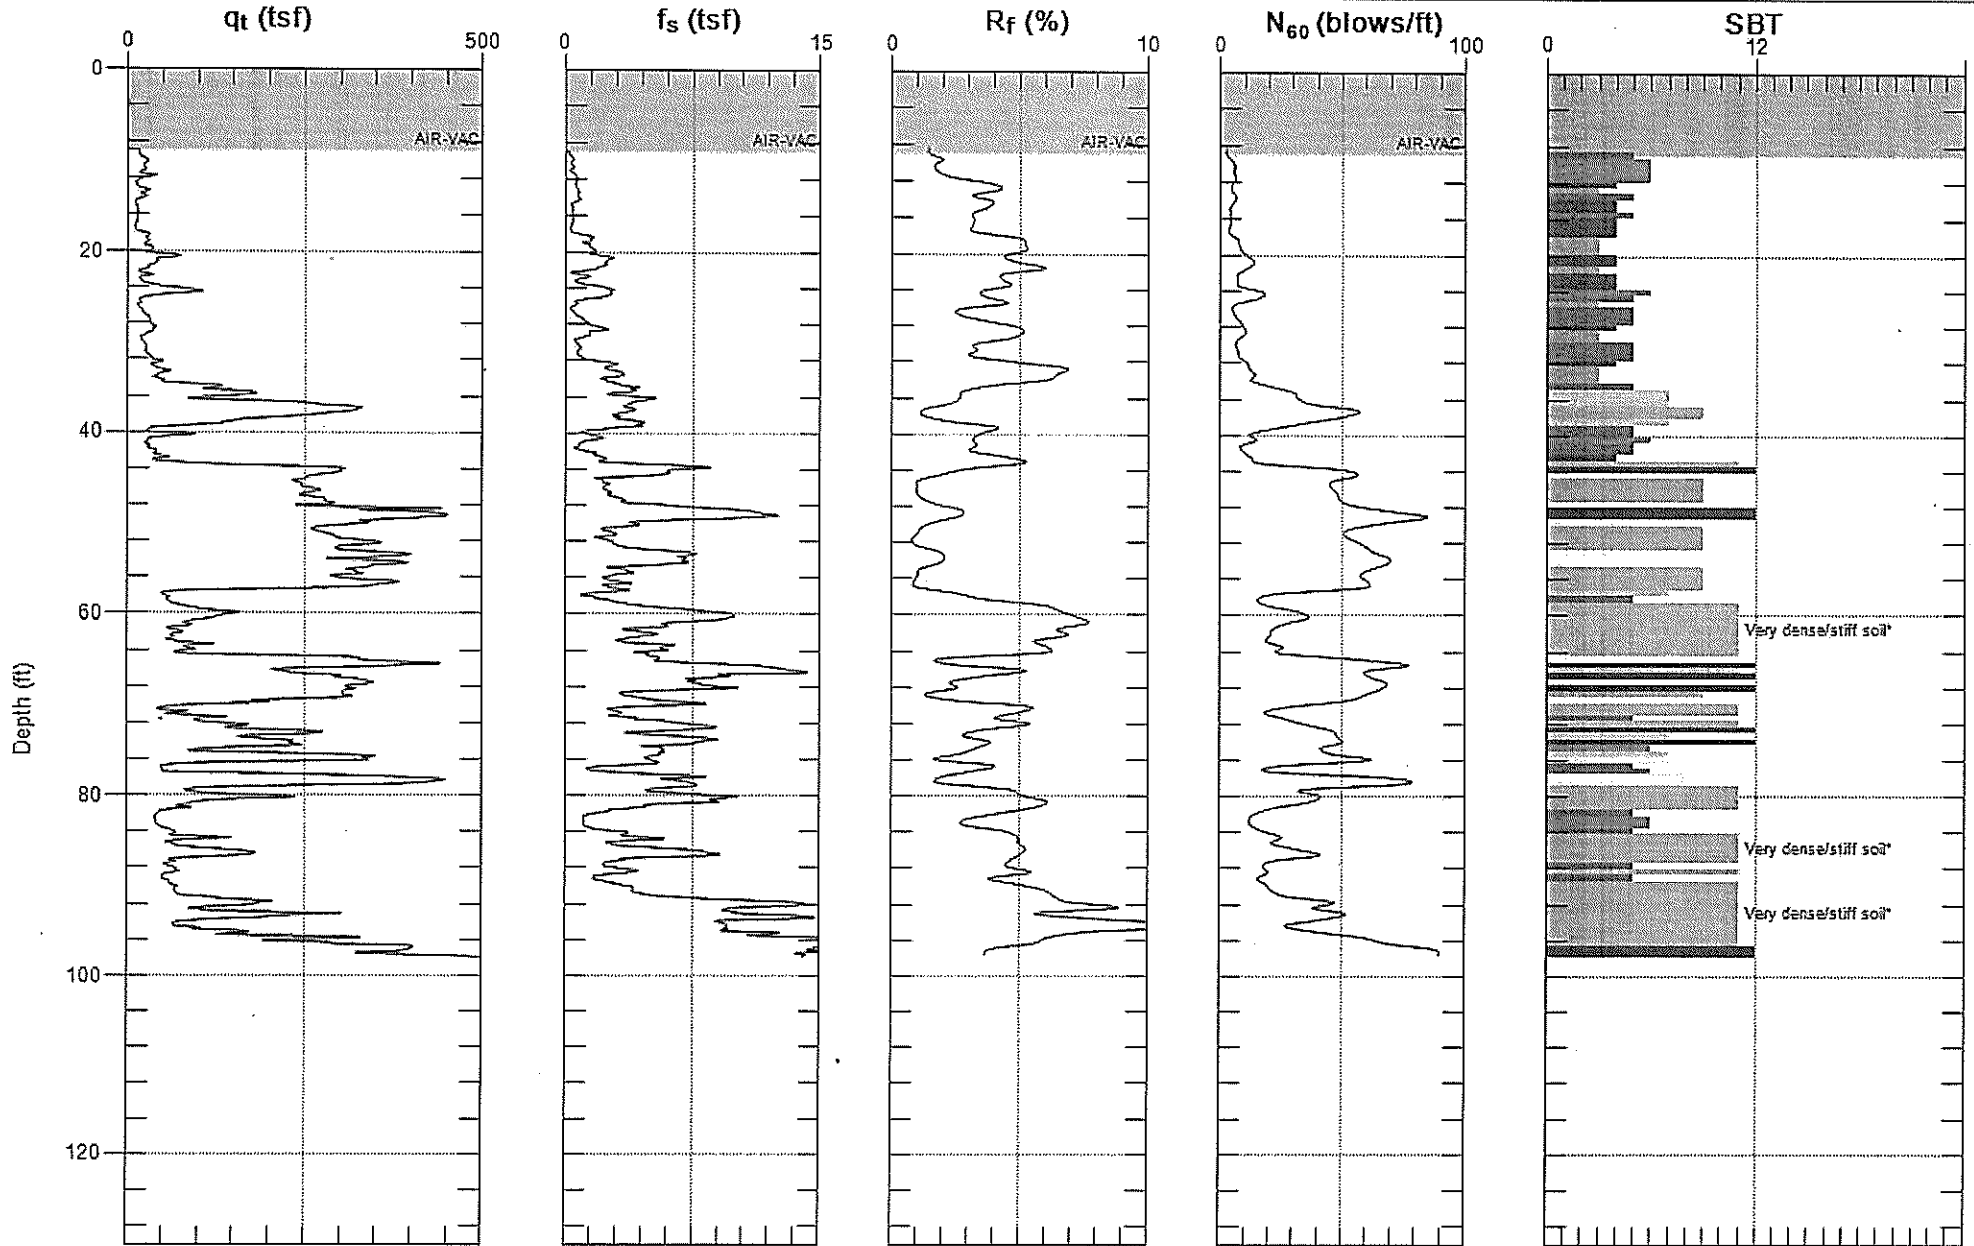 qt (tsf)
fs (tsf)
Rf (%)
N60 (blows/ft)
SBT
0
500
0
15
0
10
0
100
0
12
0
AIR-VAC
AIR-VAC
AIR-VAC
AIR-VAC
20
40
60
Very dense/stiff soil*
Depth (ft)
80
Very dense/stiff soil*
Very dense/stiff soil*
100
120